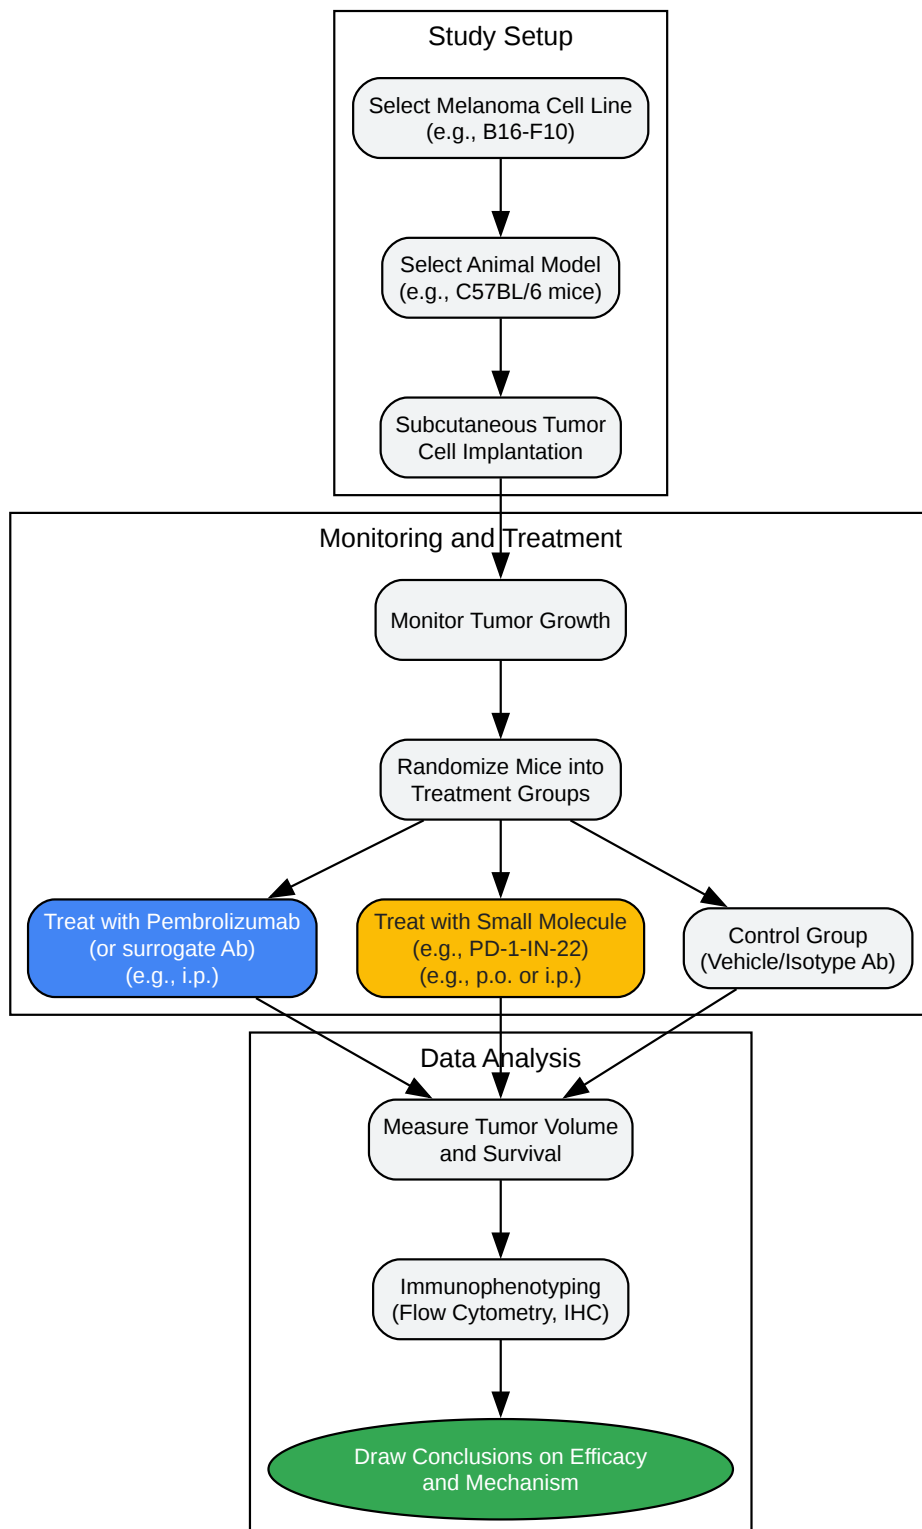 Study Setup
Select Melanoma Cell Line
(e.g., B16-F10)
Select Animal Model
(e.g., C57BL/6 mice)
Subcutaneous Tumor
Cell Implantation
Monitoring and Treatment
Monitor Tumor Growth
Randomize Mice into
Treatment Groups
Treat with Pembrolizumab
(or surrogate Ab)
(e.g., i.p.)
Treat with Small Molecule
(e.g., PD-1-IN-22)
(e.g., p.o. or i.p.)
Control Group
(Vehicle/Isotype Ab)
Data Analysis
Measure Tumor Volume
and Survival
Immunophenotyping
(Flow Cytometry, IHC)
Draw Conclusions on Efficacy
and Mechanism